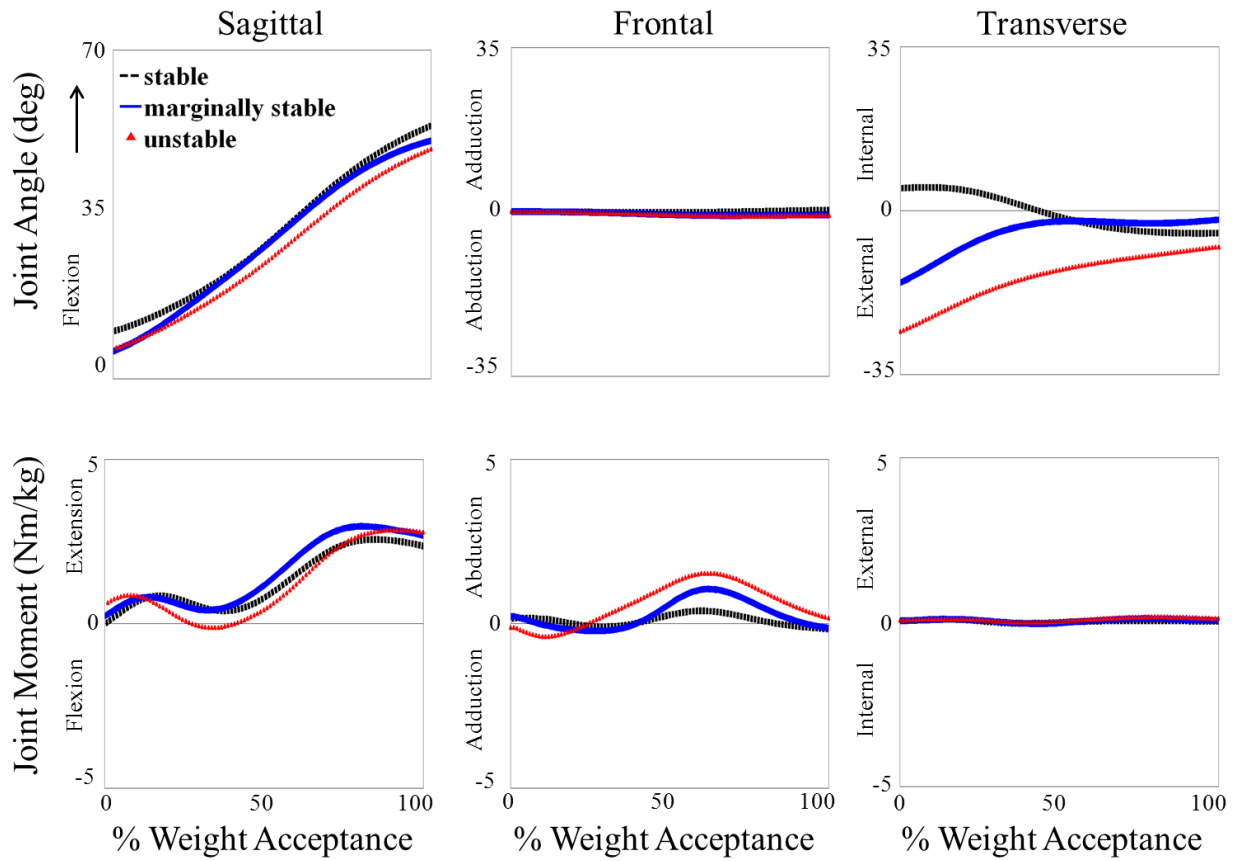 Sagittal Frontal Transverse
70
35
0
Joint Angle (deg)
Flexion
stable
marginally stable
unstable
35
0
-35
Adduction
Abduction
35
0
-35
Internal
External
Joint Moment (Nm/kg)
5
0
-5
Extension
Flexion
5
0
-5
Abduction
Adduction
5
0
-5
External
Internal
0 50 100
0 50 100
0 50 100
% Weight Acceptance % Weight Acceptance % Weight Acceptance